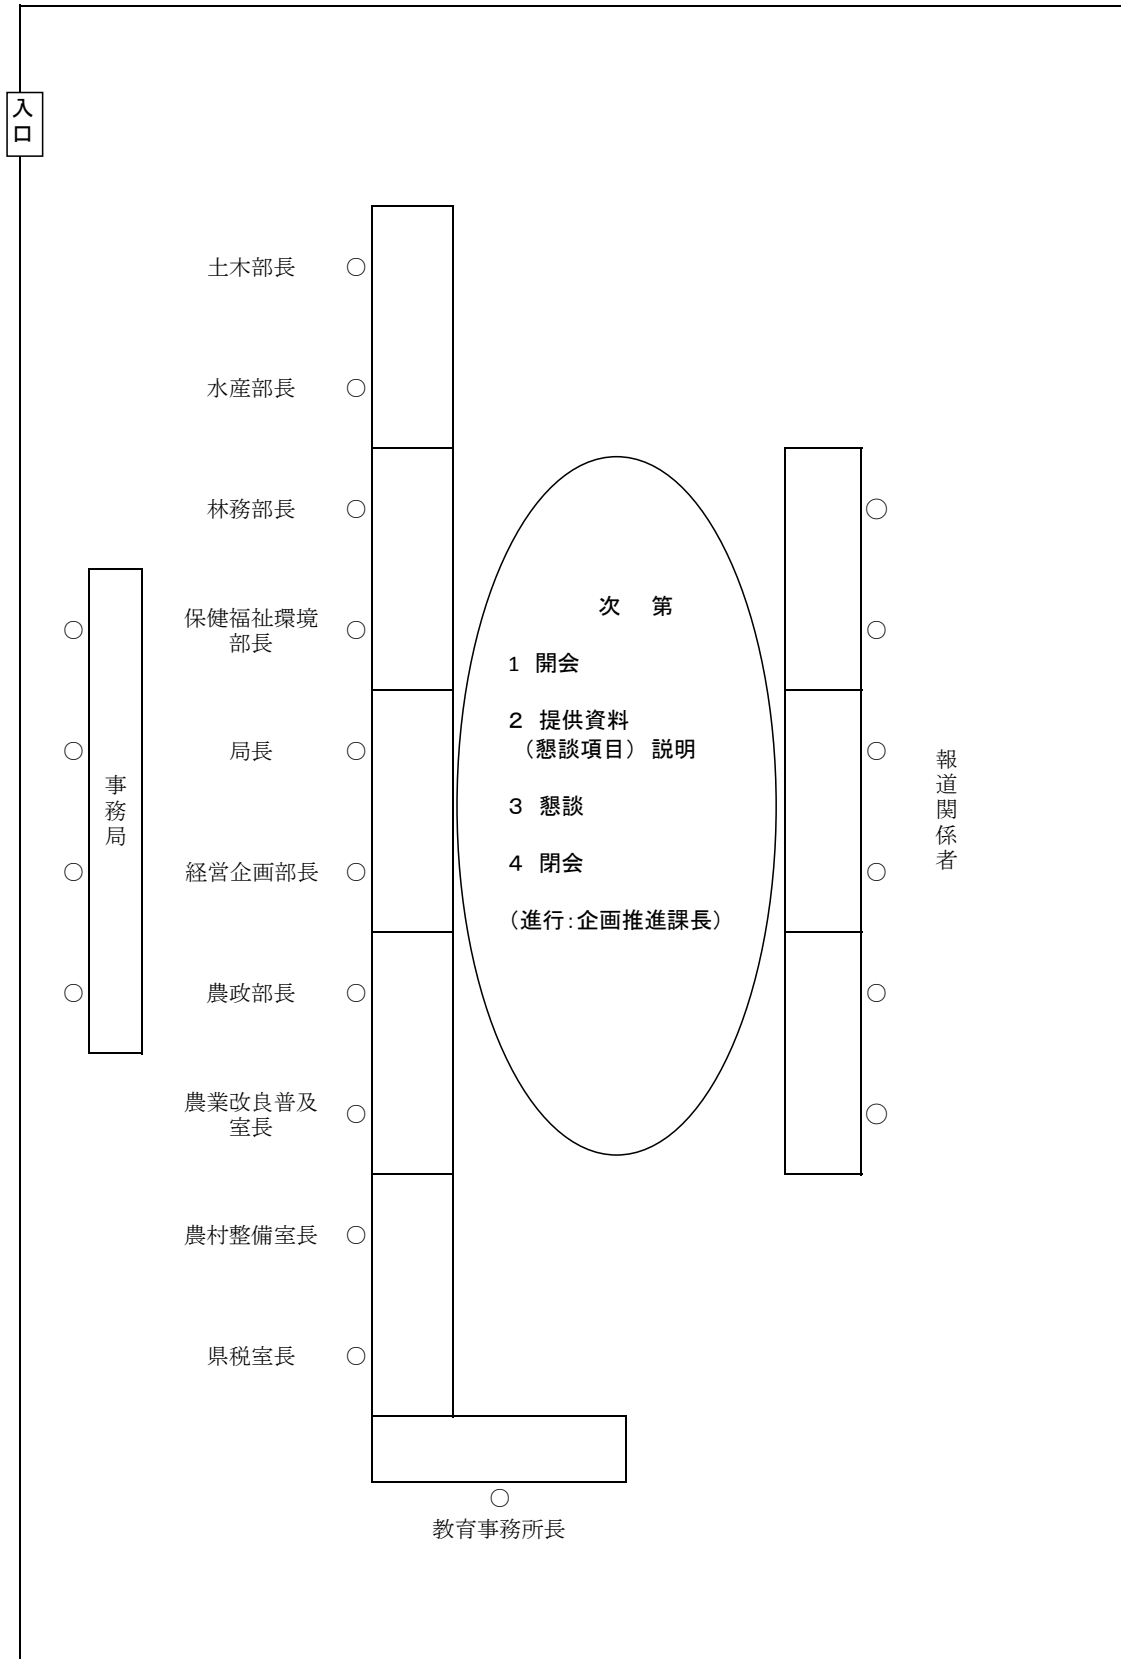 入口
土木部長 ○
水産部長 ○
林務部長 ○ ○
保健福祉環境
部長
○ ○ ○
局長 ○ ○ ○
経営企画部長 ○ ○ ○
農政部長 ○ ○ ○
農業改良普及
室長
○ ○
農村整備室長 ○
県税室長 ○
○
教育事務所長
事務局
次 第
1 開会
2 提供資料
（懇談項目） 説明
3 懇談
4 閉会
（進行：企画推進課長）
報道関係者